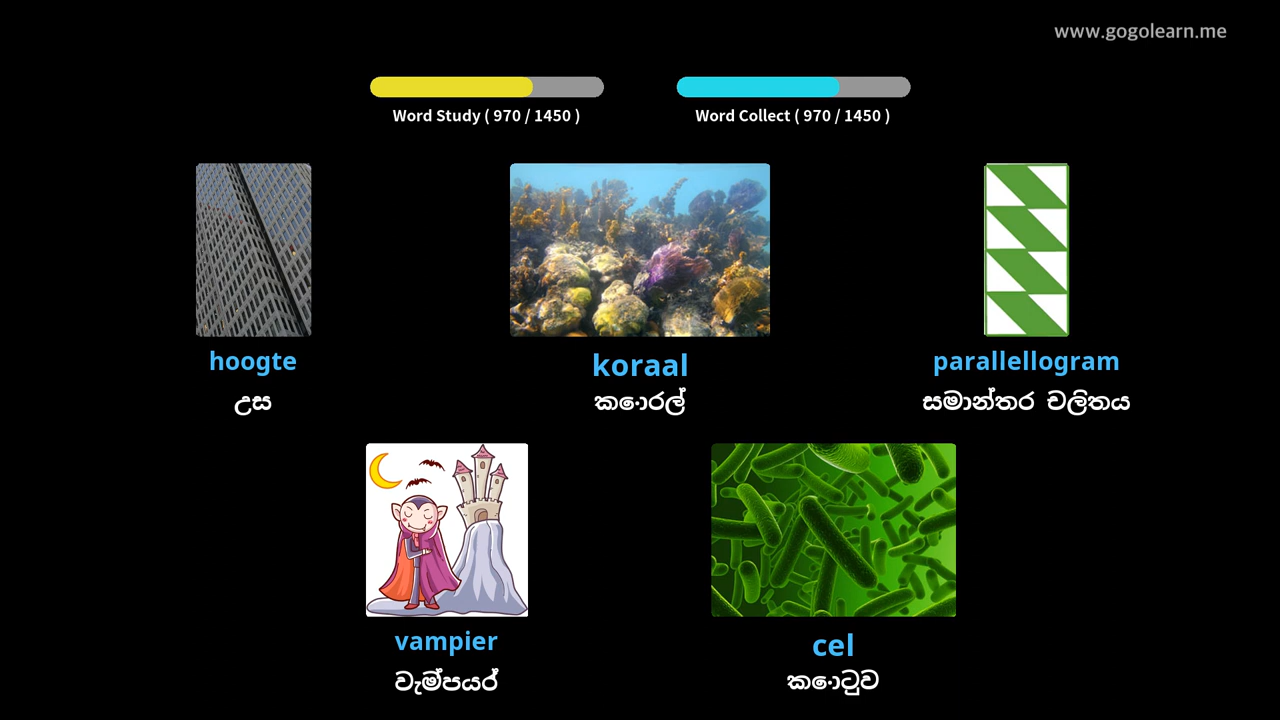 www.gogolearn.me
Word Study ( 970 / 1450 )
Word Collect ( 970 / 1450 )
hoogte
උස
koraal
කොරල්
parallellogram
සමාන්තර චලිතය
vampier
වැම්පයර්
cel
කොටුව